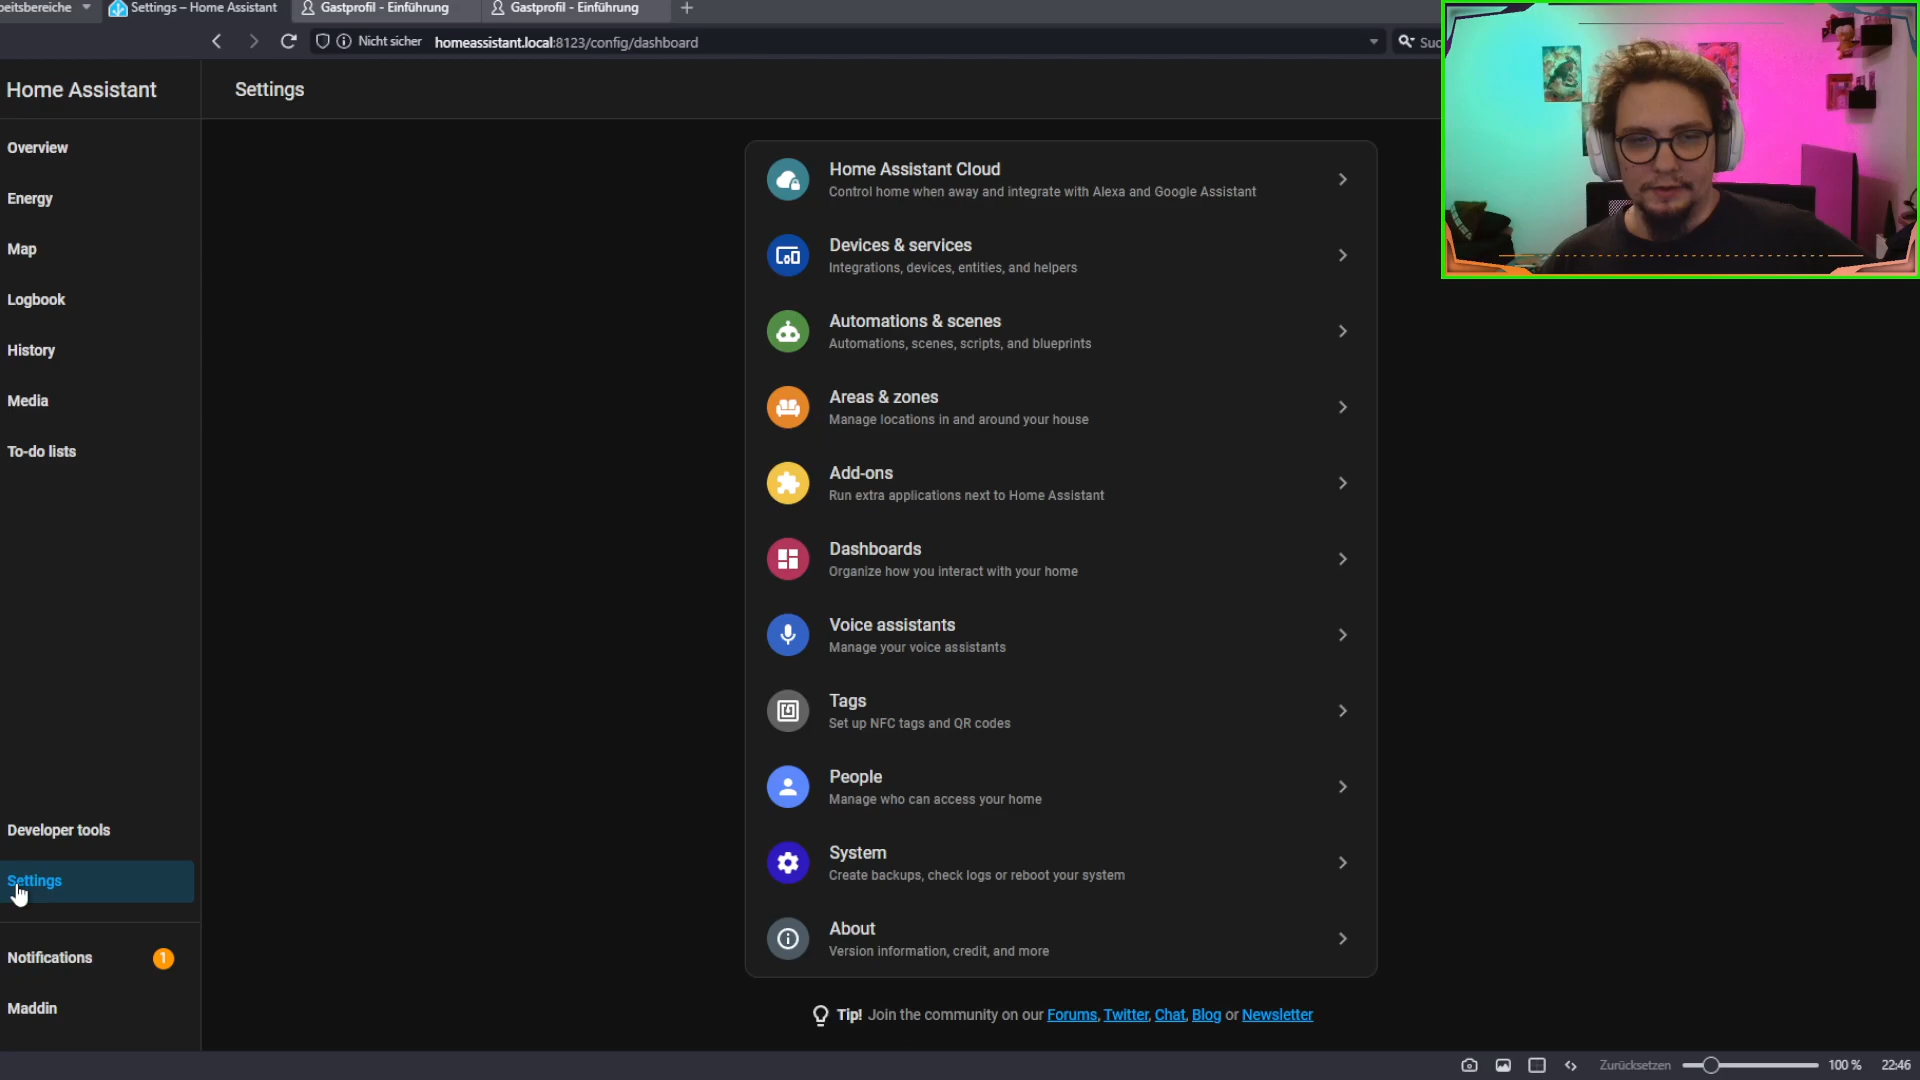 eitsbereiche
Settings – Home Assistant
Gastprofil - Einführung
Gastprofil - Einführung
Nicht sicher
homeassistant.local:8123/config/dashboard
Suc
Home Assistant
Settings
Overview
Energy
Map
Logbook
History
Media
To-do lists
Developer tools
Settings
Notifications 1
Maddin
Home Assistant Cloud
Control home when away and integrate with Alexa and Google Assistant
Devices & services
Integrations, devices, entities, and helpers
Automations & scenes
Automations, scenes, scripts, and blueprints
Areas & zones
Manage locations in and around your house
Add-ons
Run extra applications next to Home Assistant
Dashboards
Organize how you interact with your home
Voice assistants
Manage your voice assistants
Tags
Set up NFC tags and QR codes
People
Manage who can access your home
System
Create backups, check logs or reboot your system
About
Version information, credit, and more
Tip! Join the community on our Forums, Twitter, Chat, Blog or Newsletter
Zurücksetzen
100 %
22:46